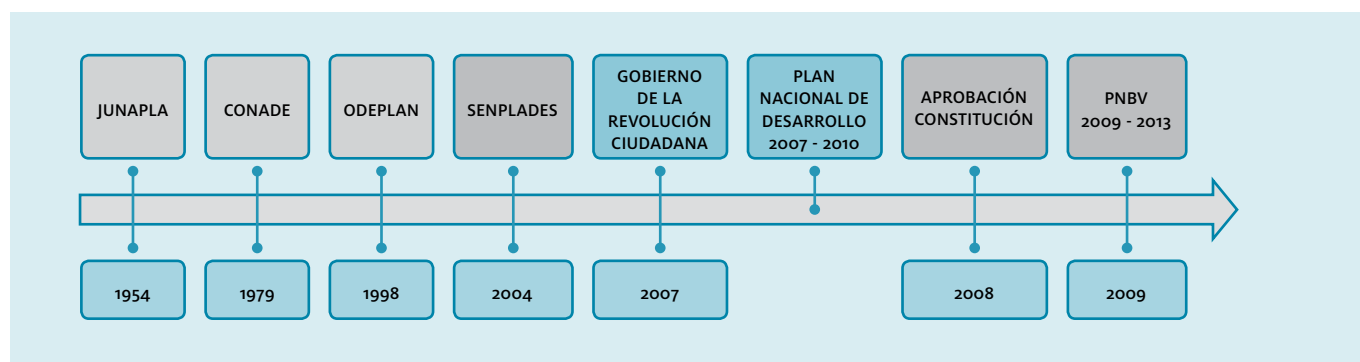 JUNAPLA
CONADE
ODEPLAN
SENPLADES
GOBIERNO
DE LA
REVOLUCIÓN
CIUDADANA
PLAN
NACIONAL DE
DESARROLLO
2007 - 2010
APROBACIÓN
CONSTITUCIÓN
PNBV
2009 - 2013
1954
1979
1998
2004
2007
2008
2009